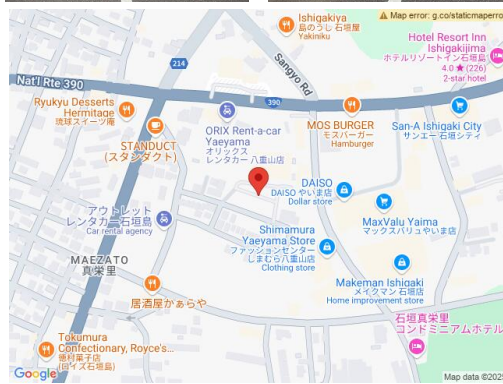 Map error: g.co/staticmaperro
Ishigakiya
島のうし 石垣屋
Yakiniku
Hotel Resort Inn
Ishigakijima
ホテルリゾートイン石垣島
4.0★ (226)
2-star hotel
214
Sangyo Rd
Nat'l Rte 390
390
Ryukyu Desserts
Hermitage
琉球スイーツ庵
ORIX Rent-a-car
Yaeyama
オリックス
レンタカー 八重山店
MOS BURGER
モスバーガー
Hamburger
San-A Ishigaki City
サンエー 石垣シティ
STANDUCT
(スタンダクト)
DAISO
DAISO やいま店
Dollar store
MaxValu Yaima
マックスバリュやいま店
アウトレット
レンタカー石垣島
Car rental agency
Shimamura
Yaeyama Store
ファッションセンター
しまむら八重山店
Clothing store
MAEZATO
真栄里
Makeman Ishigaki
メイクマン 石垣店
Home improvement store
居酒屋かぁらや
石垣真栄里
コンドミニアムホテル
Tokumura
Confectionary, Royce's...
徳村菓子店
(ロイズ石垣島)
Google
Map data ©202